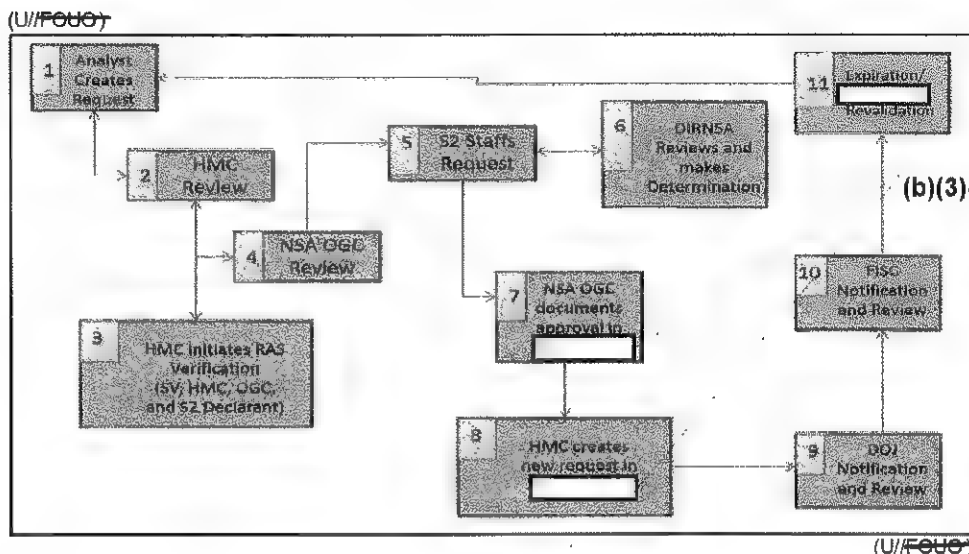 (U//FOUO)
1
Analyst
Creates
Request
2
HMC
Review
3
HMC initiates RAS
Verification
(SV, HMC, OGC,
and S2 Declarant)
4
NSA OGC
Review
5
S2 Staffs
Request
6
DIRNSA
Reviews and
makes
Determination
7
NSA OGC
documents
approval in
8
HMC creates
new request in
9
DOJ
Notification
and Review
10
FISC
Notification
and Review
11
Expiration/
Revalidation
(b)(3)
(U//FOUO)